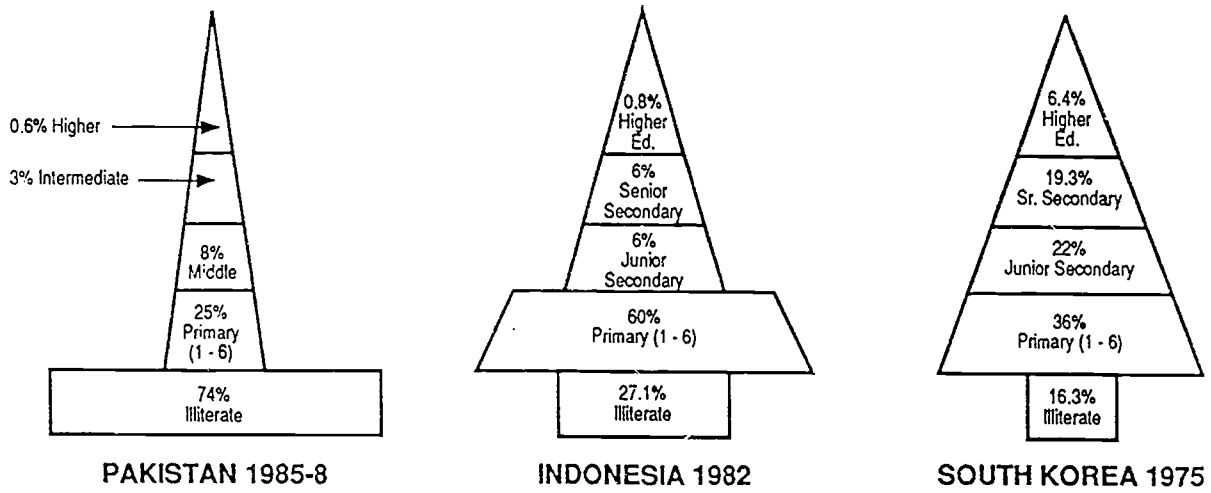 0.6% Higher
3% Intermediate
8%
Middle
25%
Primary
(1 - 6)
74%
Illiterate
PAKISTAN 1985-8
0.8%
Higher
Ed.
6%
Senior
Secondary
6%
Junior
Secondary
60%
Primary (1 - 6)
27.1%
Illiterate
INDONESIA 1982
6.4%
Higher
Ed.
19.3%
Sr. Secondary
22%
Junior Secondary
36%
Primary (1 - 6)
16.3%
Illiterate
SOUTH KOREA 1975